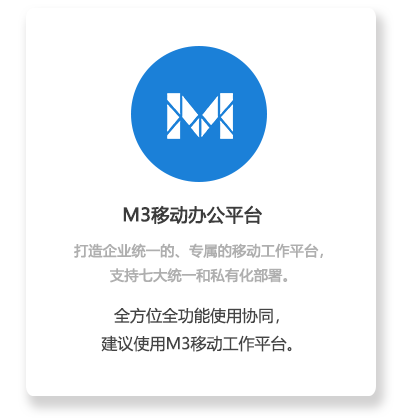 M
M3移动办公平台
打造企业统一的、专属的移动工作平台，
支持七大统一和私有化部署。
全方位全功能使用协同，
建议使用M3移动工作平台。